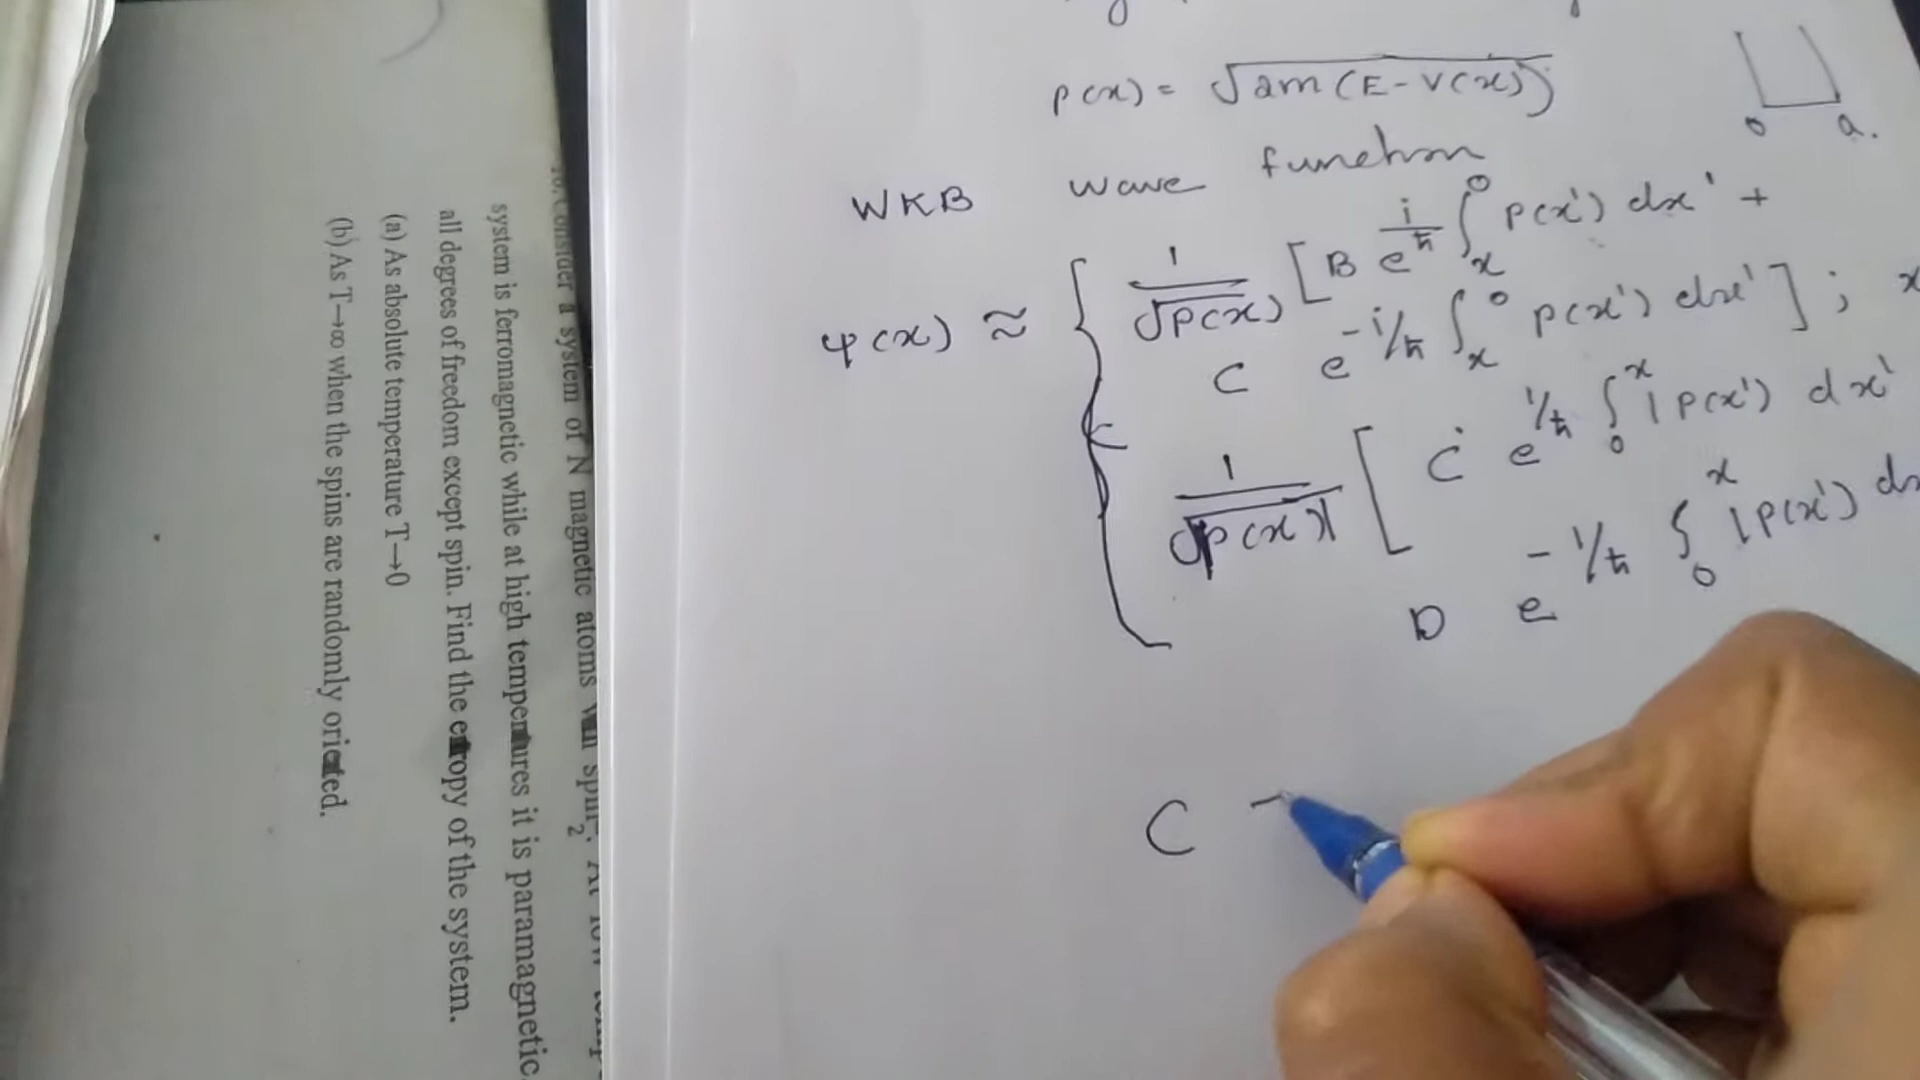 p(x) = √2m(E-V(x))
0 a.
WKB wave function
ψ(x) ≈ { 1/√p(x) [B e^{i/ħ ∫_x^0 p(x')dx'} +
C e^{-i/ħ ∫_x^0 p(x')dx'}] ; x
1/√|p(x)| [ C e^{1/ħ ∫_0^x |p(x') dx'
D e^{-1/ħ ∫_0^x |p(x') dx
C -
10. Consider a system of N magnetic atoms spin
system is ferromagnetic while at high temperatures it is paramagnetic.
all degrees of freedom except spin. Find the entropy of the system.
(a) As absolute temperature T→0
(b) As T→∞ when the spins are randomly oriented.